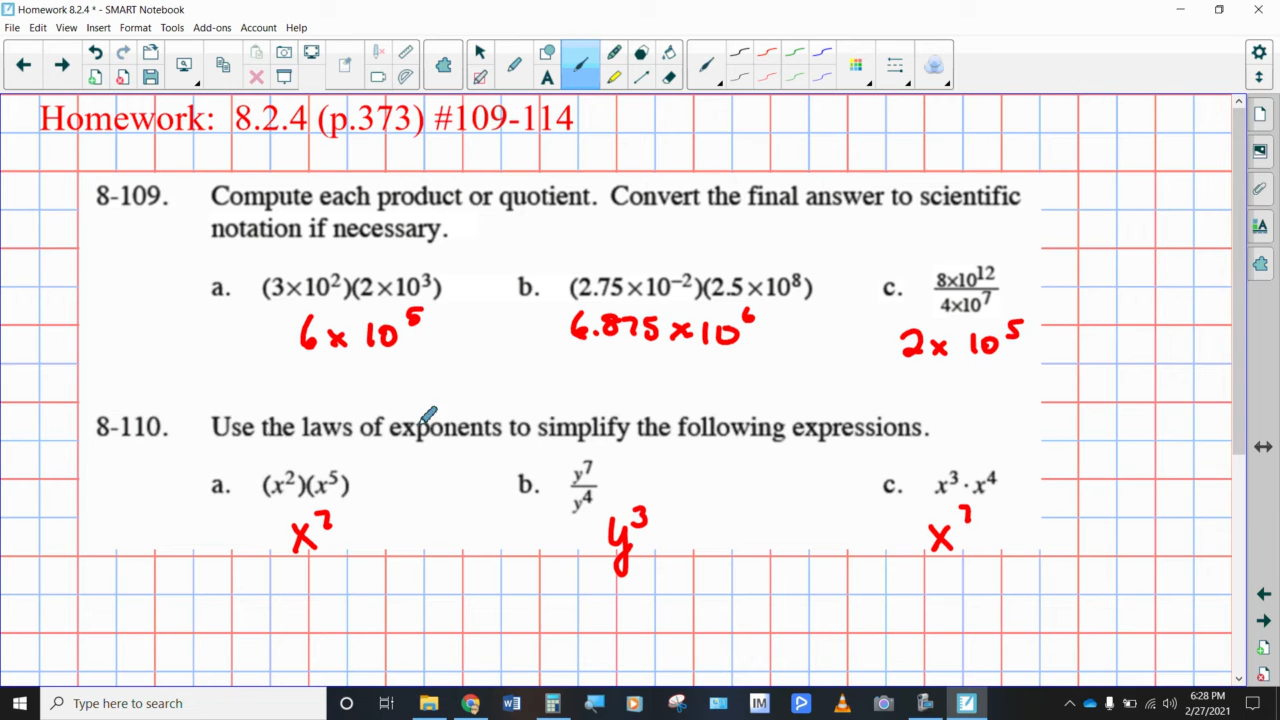 Homework 8.2.4 * - SMART Notebook
File Edit View Insert Format Tools Add-ons Account Help
Homework: 8.2.4 (p.373) #109-114
8-109. Compute each product or quotient. Convert the final answer to scientific
notation if necessary.
a. (3×10²)(2×10³) b. (2.75×10⁻²)(2.5×10⁸) c. 8×10¹²/4×10⁷
6 x 10⁵ 6.875 x 10⁶ 2 x 10⁵
8-110. Use the laws of exponents to simplify the following expressions.
a. (x²)(x⁵) b. y⁷/y⁴ c. x³·x⁴
x⁷ y³ x⁷
Type here to search
IM
6:28 PM
2/27/2021